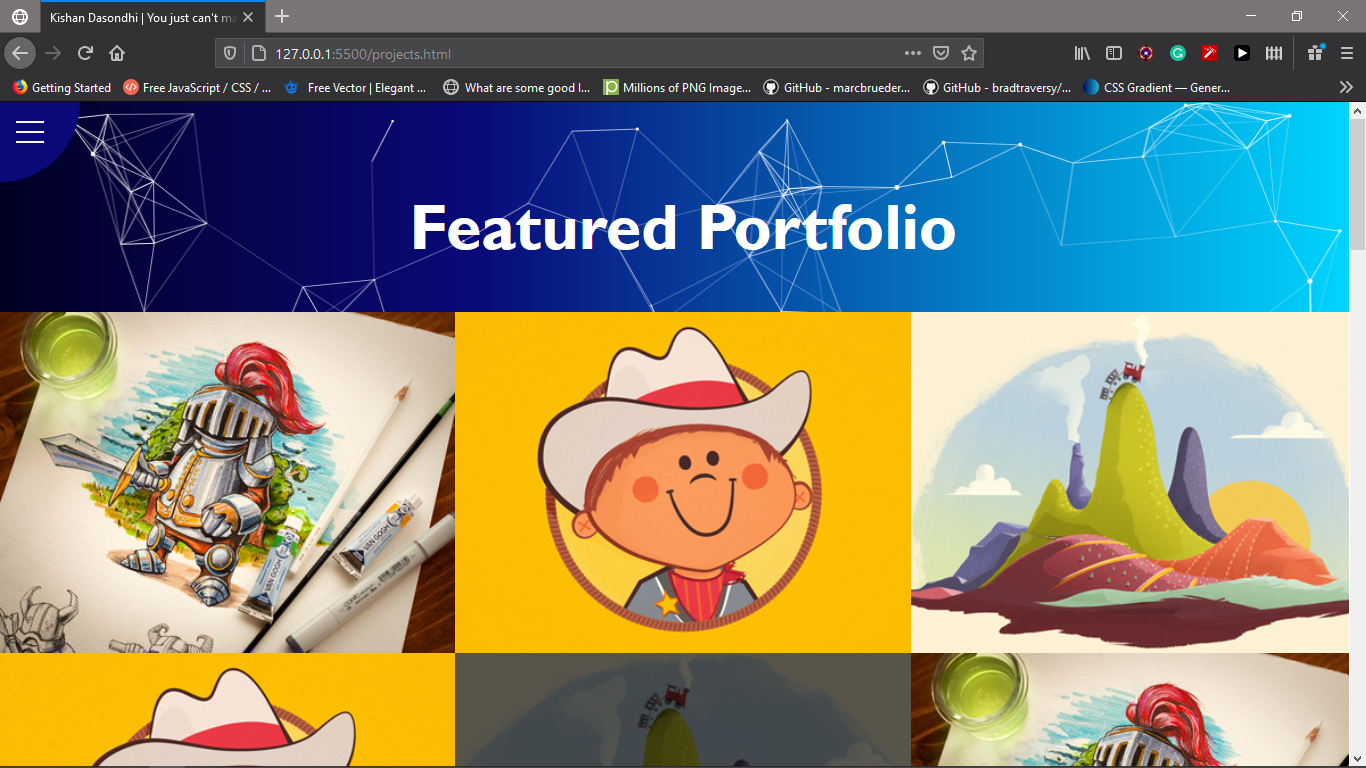 Kishan Dasondhi | You just can't ma
127.0.0.1:5500/projects.html
Getting Started
Free JavaScript / CSS / ...
Free Vector | Elegant ...
What are some good l...
Millions of PNG Image...
GitHub - marcbrueder...
GitHub - bradtraversy/...
CSS Gradient — Gener...
Featured Portfolio
VAN GOGH
VAN GOGH